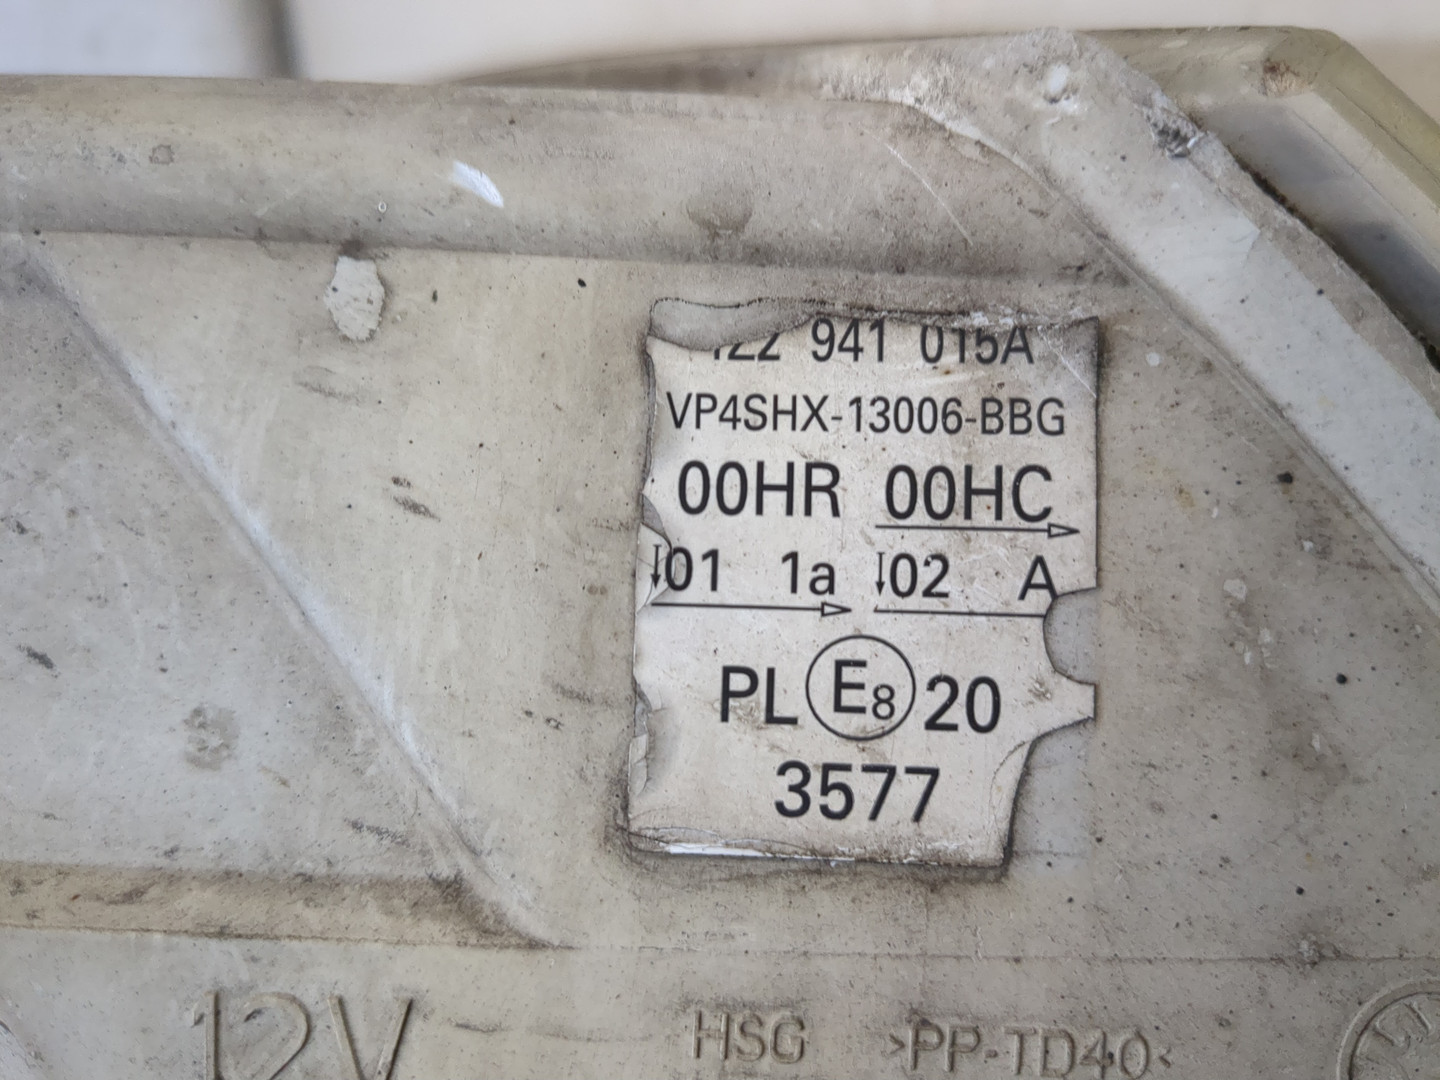 1Z2 941 015A
VP4SHX-13006-BBG
00HR 00HC
01 1a 02 A
PL E8 20
3577
12V HSG >PP-TD40<